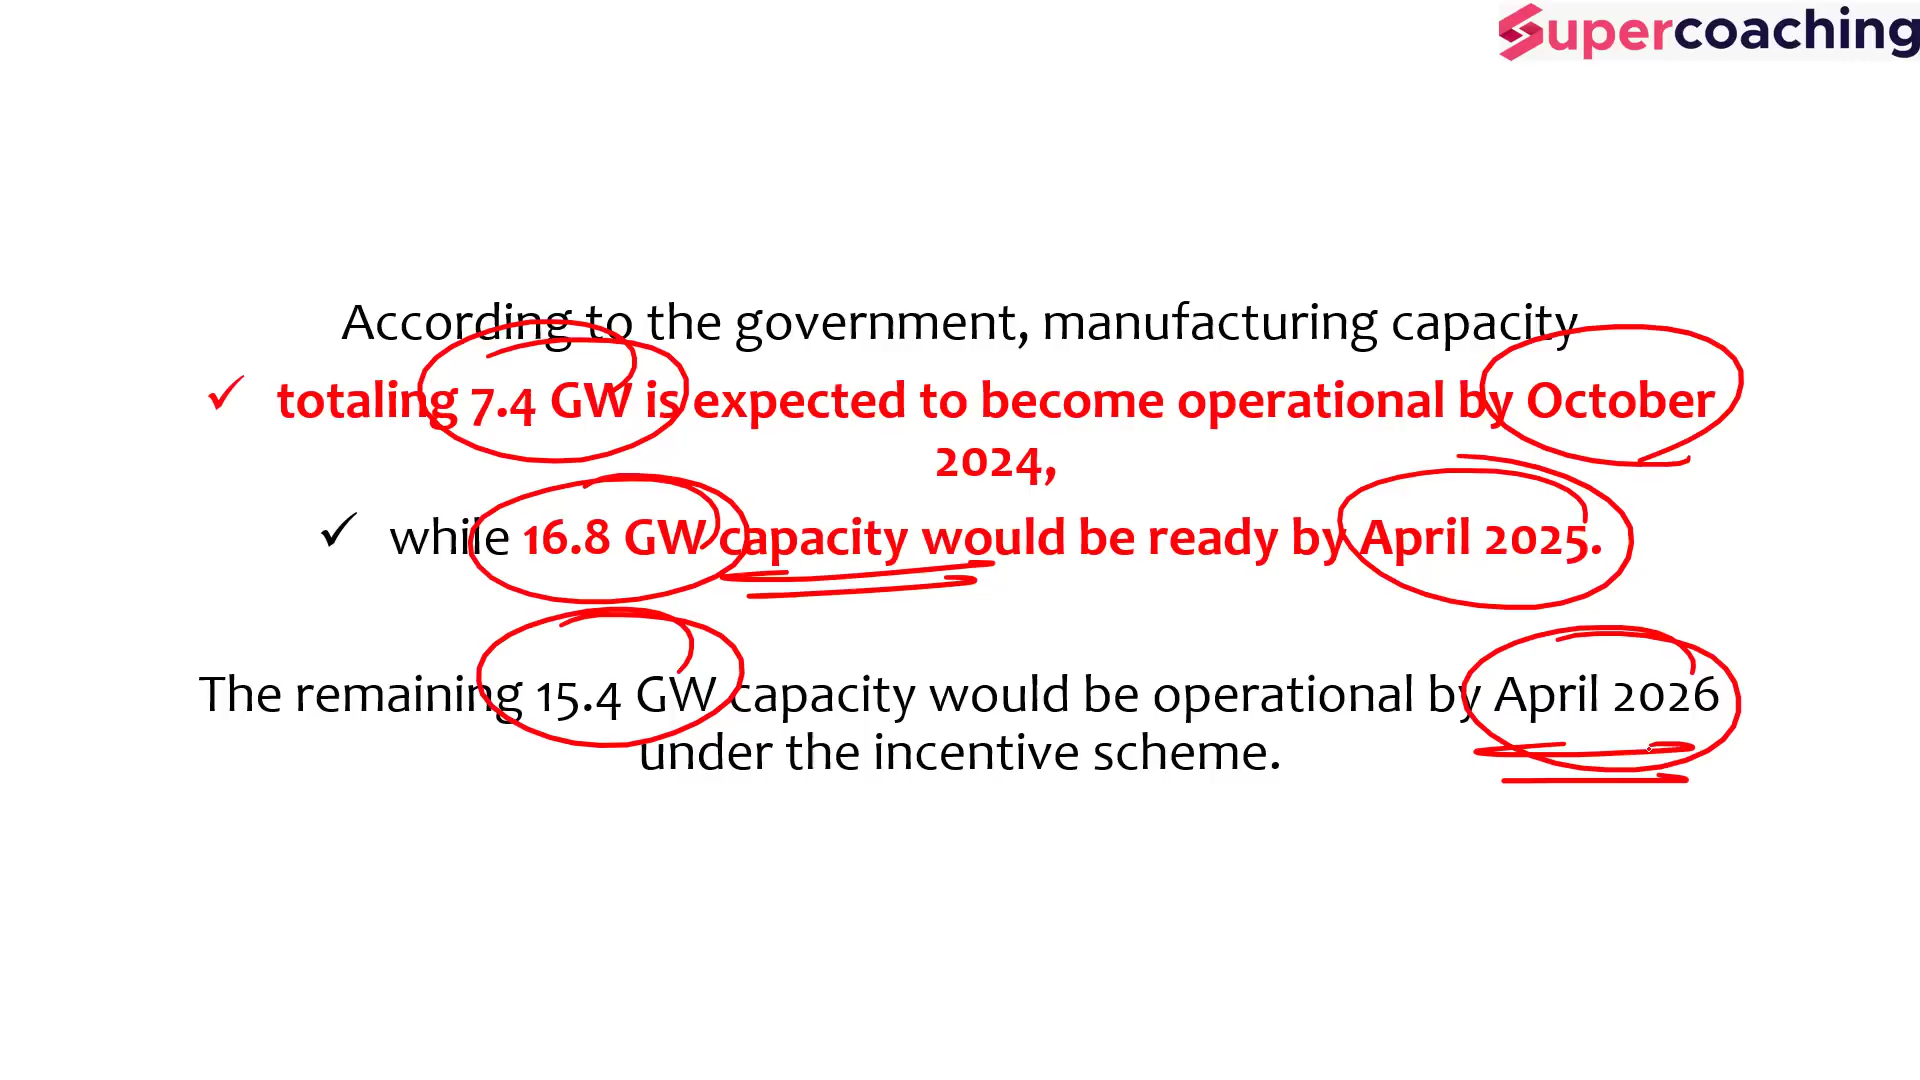 Supercoaching
According to the government, manufacturing capacity
✓ totaling 7.4 GW is expected to become operational by October
2024,
✓ while 16.8 GW capacity would be ready by April 2025.
The remaining 15.4 GW capacity would be operational by April 2026
under the incentive scheme.